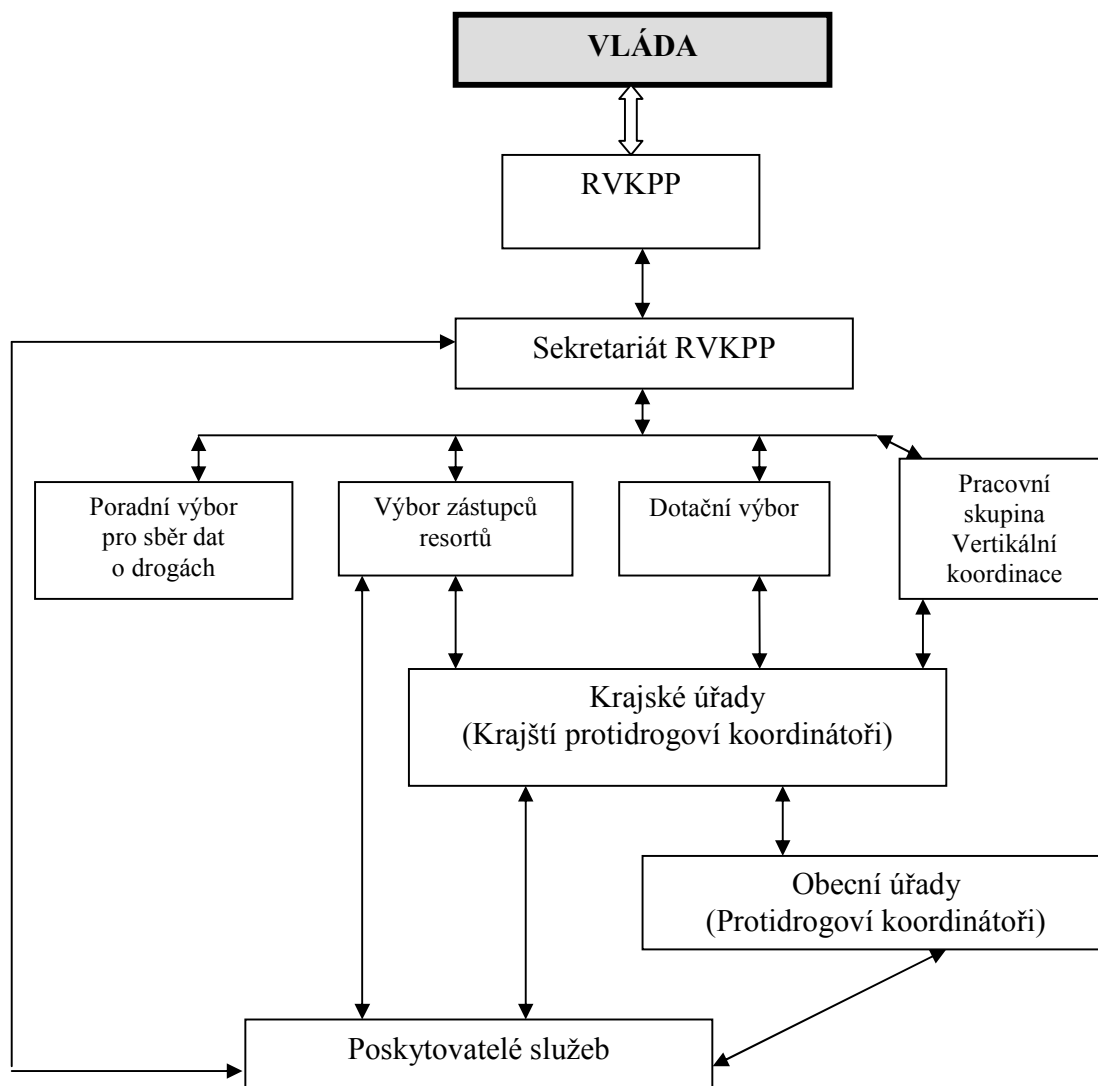 VLÁDA
RVKPP
Sekretariát RVKPP
Poradní výbor
pro sběr dat
o drogách
Výbor zástupců
resortů
Dotační výbor
Pracovní
skupina
Vertikální
koordinace
Krajské úřady
(Krajští protidrogoví koordinátoři)
Obecní úřady
(Protidrogoví koordinátoři)
Poskytovatelé služeb